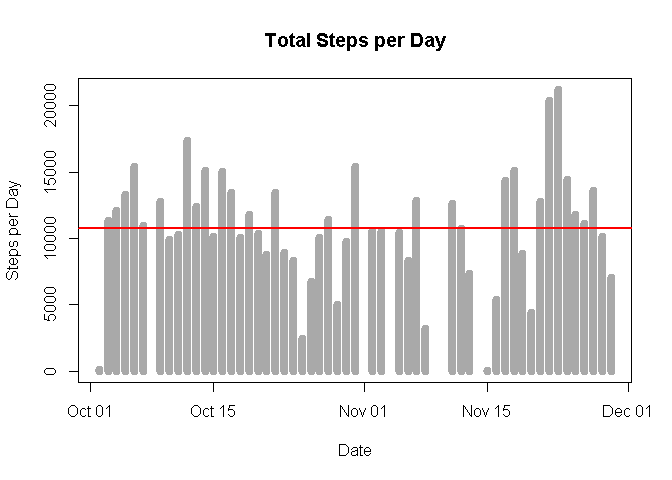 Total Steps per Day
Steps per Day
20000
15000
10000
5000
0
Oct 01 Oct 15 Nov 01 Nov 15 Dec 01
Date